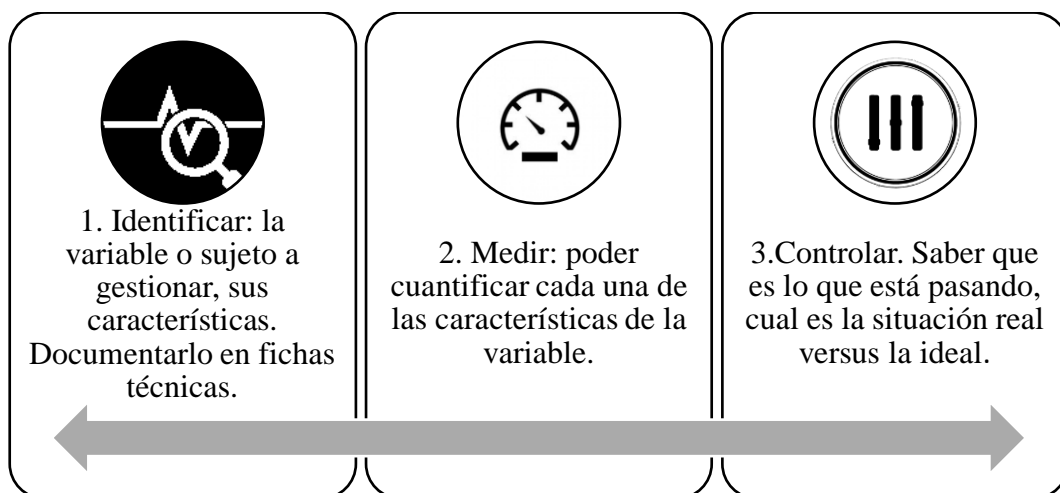 1. Identificar: la
variable o sujeto a
gestionar, sus
características.
Documentarlo en fichas
técnicas.
2. Medir: poder
cuantificar cada una de
las características de la
variable.
3.Controlar. Saber que
es lo que está pasando,
cual es la situación real
versus la ideal.